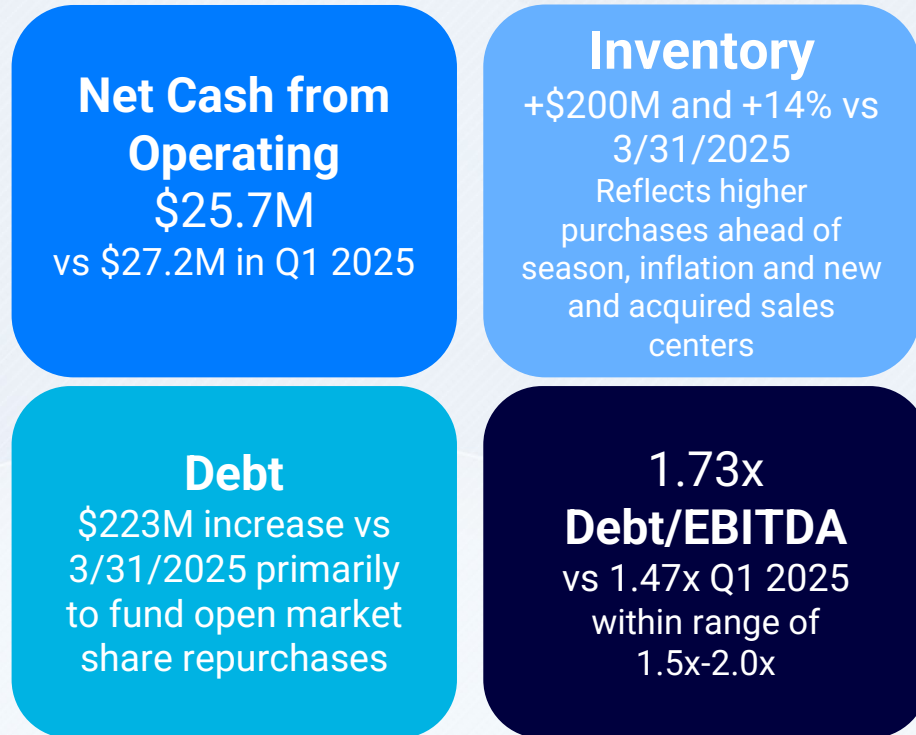 Net Cash from
Operating
$25.7M
vs $27.2M in Q1 2025
Inventory
+$200M and +14% vs
3/31/2025
Reflects higher
purchases ahead of
season, inflation and new
and acquired sales
centers
Debt
$223M increase vs
3/31/2025 primarily
to fund open market
share repurchases
1.73x
Debt/EBITDA
vs 1.47x Q1 2025
within range of
1.5x-2.0x